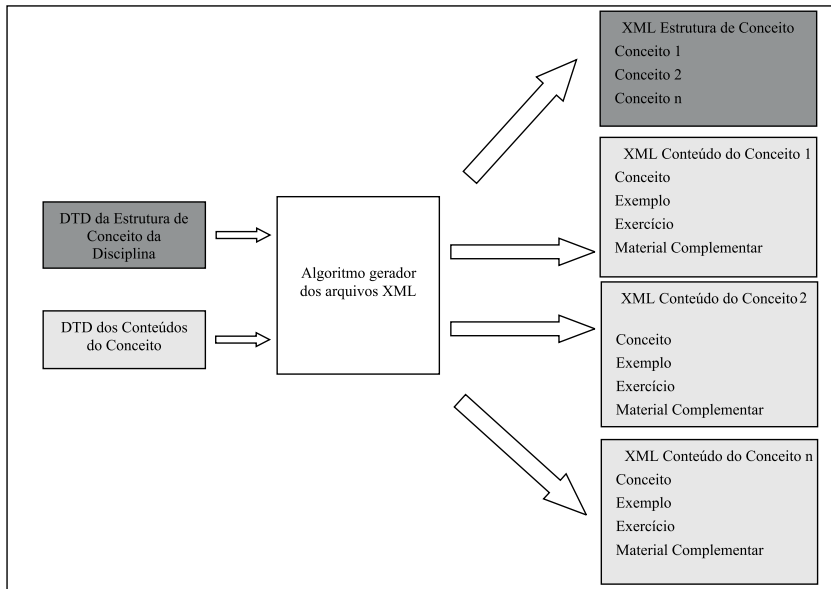 DTD da Estrutura de
Conceito da
Disciplina
DTD dos Conteúdos
do Conceito
Algoritmo gerador
dos arquivos XML
XML Estrutura de Conceito
Conceito 1
Conceito 2
Conceito n
XML Conteúdo do Conceito 1
Conceito
Exemplo
Exercício
Material Complementar
XML Conteúdo do Conceito 2
Conceito
Exemplo
Exercício
Material Complementar
XML Conteúdo do Conceito n
Conceito
Exemplo
Exercício
Material Complementar